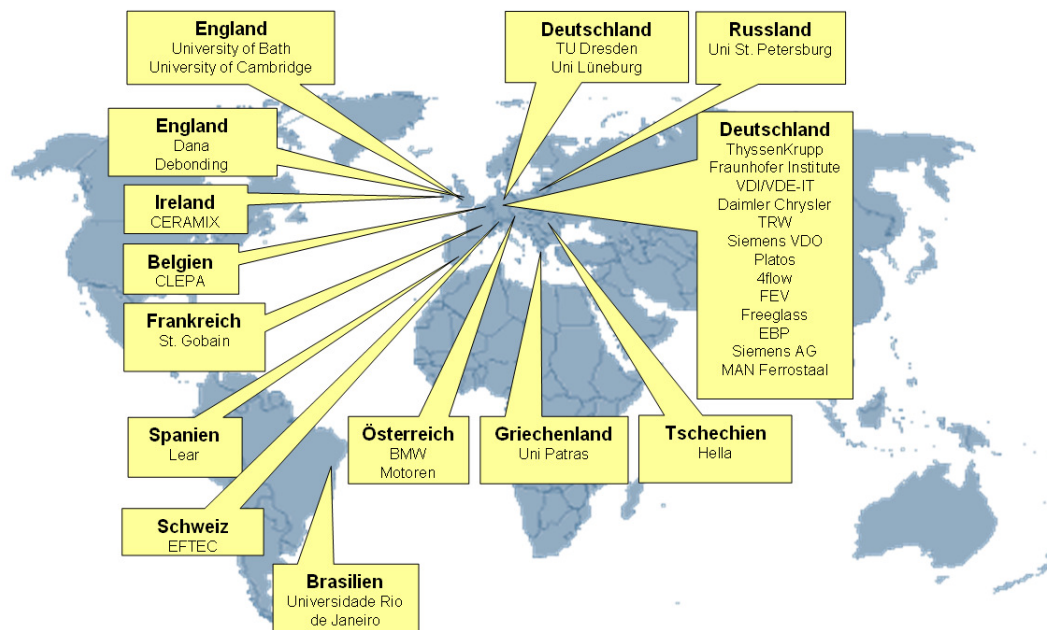 England
University of Bath
University of Cambridge
Deutschland
TU Dresden
Uni Lüneburg
Russland
Uni St. Petersburg
England
Dana
Debonding
Ireland
CERAMIX
Belgien
CLEPA
Frankreich
St. Gobain
Spanien
Lear
Schweiz
EFTEC
Brasilien
Universidade Rio
de Janeiro
Österreich
BMW
Motoren
Griechenland
Uni Patras
Tschechien
Hella
Deutschland
ThyssenKrupp
Fraunhofer Institute
VDI/VDE-IT
Daimler Chrysler
TRW
Siemens VDO
Platos
4flow
FEV
Freeglass
EBP
Siemens AG
MAN Ferrostaal